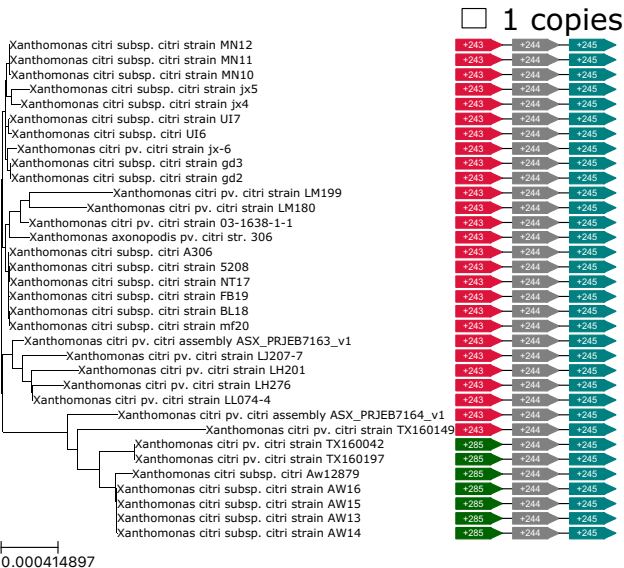 1 copies
Xanthomonas citri subsp. citri strain MN12 +243 +244 +245
Xanthomonas citri subsp. citri strain MN11 +243 +244 +245
Xanthomonas citri subsp. citri strain MN10 +243 +244 +245
Xanthomonas citri subsp. citri strain jx5 +243 +244 +245
Xanthomonas citri subsp. citri strain jx4 +243 +244 +245
Xanthomonas citri subsp. citri strain UI7 +243 +244 +245
Xanthomonas citri subsp. citri UI6 +243 +244 +245
Xanthomonas citri pv. citri strain jx-6 +243 +244 +245
Xanthomonas citri subsp. citri strain gd3 +243 +244 +245
Xanthomonas citri subsp. citri strain gd2 +243 +244 +245
Xanthomonas citri pv. citri strain LM199 +243 +244 +245
Xanthomonas citri pv. citri strain LM180 +243 +244 +245
Xanthomonas citri pv. citri strain 03-1638-1-1 +243 +244 +245
Xanthomonas axonopodis pv. citri str. 306 +243 +244 +245
Xanthomonas citri subsp. citri A306 +243 +244 +245
Xanthomonas citri subsp. citri strain 5208 +243 +244 +245
Xanthomonas citri subsp. citri strain NT17 +243 +244 +245
Xanthomonas citri subsp. citri strain FB19 +243 +244 +245
Xanthomonas citri subsp. citri strain BL18 +243 +244 +245
Xanthomonas citri subsp. citri strain mf20 +243 +244 +245
Xanthomonas citri pv. citri assembly ASX_PRJEB7163_v1 +243 +244 +245
Xanthomonas citri pv. citri strain LJ207-7 +243 +244 +245
Xanthomonas citri pv. citri strain LH201 +243 +244 +245
Xanthomonas citri pv. citri strain LH276 +243 +244 +245
Xanthomonas citri pv. citri strain LL074-4 +243 +244 +245
Xanthomonas citri pv. citri assembly ASX_PRJEB7164_v1 +243 +244 +245
Xanthomonas citri pv. citri strain TX160149 +243 +244 +245
Xanthomonas citri pv. citri strain TX160042 +285 +244 +245
Xanthomonas citri pv. citri strain TX160197 +285 +244 +245
Xanthomonas citri subsp. citri Aw12879 +285 +244 +245
Xanthomonas citri subsp. citri strain AW16 +285 +244 +245
Xanthomonas citri subsp. citri strain AW15 +285 +244 +245
Xanthomonas citri subsp. citri strain AW13 +285 +244 +245
Xanthomonas citri subsp. citri strain AW14 +285 +244 +245
0.000414897